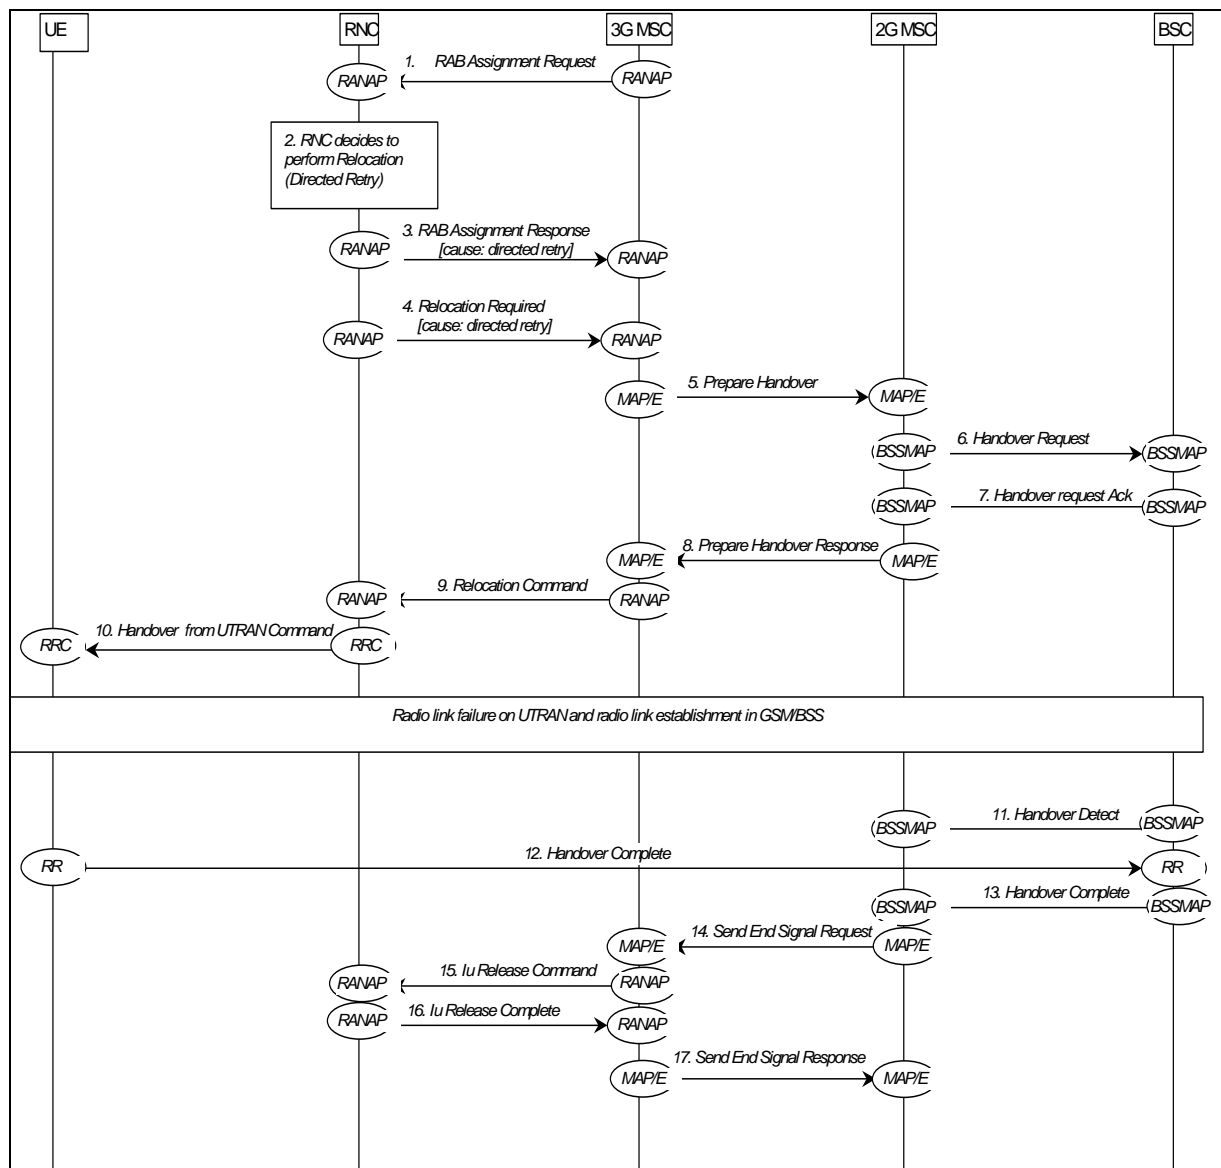 UE RNC 3G MSC 2G MSC BSC
1. RAB Assignment Request
RANAP RANAP
2. RNC decides to
perform Relocation
(Directed Retry)
3. RAB Assignment Response
[cause: directed retry]
RANAP RANAP
4. Relocation Required
[cause: directed retry]
RANAP RANAP
5. Prepare Handover
MAP/E MAP/E
6. Handover Request
BSSMAP BSSMAP
7. Handover request Ack
BSSMAP BSSMAP
8. Prepare Handover Response
MAP/E MAP/E
9. Relocation Command
RANAP RANAP
10. Handover from UTRAN Command
RRC RRC
Radio link failure on UTRAN and radio link establishment in GSM/BSS
11. Handover Detect
BSSMAP BSSMAP
12. Handover Complete
RR RR
13. Handover Complete
BSSMAP BSSMAP
14. Send End Signal Request
MAP/E MAP/E
15. Iu Release Command
RANAP RANAP
16. Iu Release Complete
RANAP RANAP
17. Send End Signal Response
MAP/E MAP/E